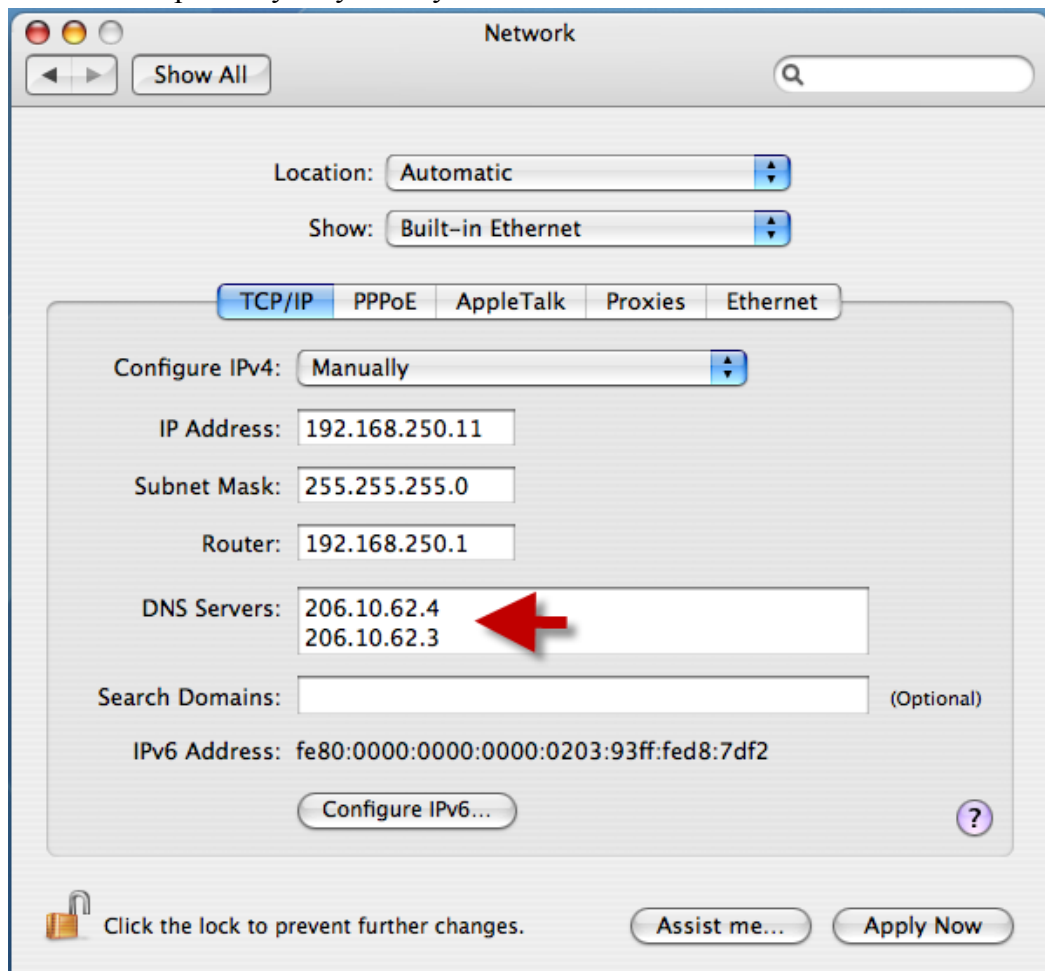 Network
Show All
Location: Automatic
Show: Built-in Ethernet
TCP/IP PPPoE AppleTalk Proxies Ethernet
Configure IPv4: Manually
IP Address: 192.168.250.11
Subnet Mask: 255.255.255.0
Router: 192.168.250.1
DNS Servers: 206.10.62.4
206.10.62.3
Search Domains: (Optional)
IPv6 Address: fe80:0000:0000:0000:0203:93ff:fed8:7df2
Configure IPv6... ?
Click the lock to prevent further changes. Assist me... Apply Now